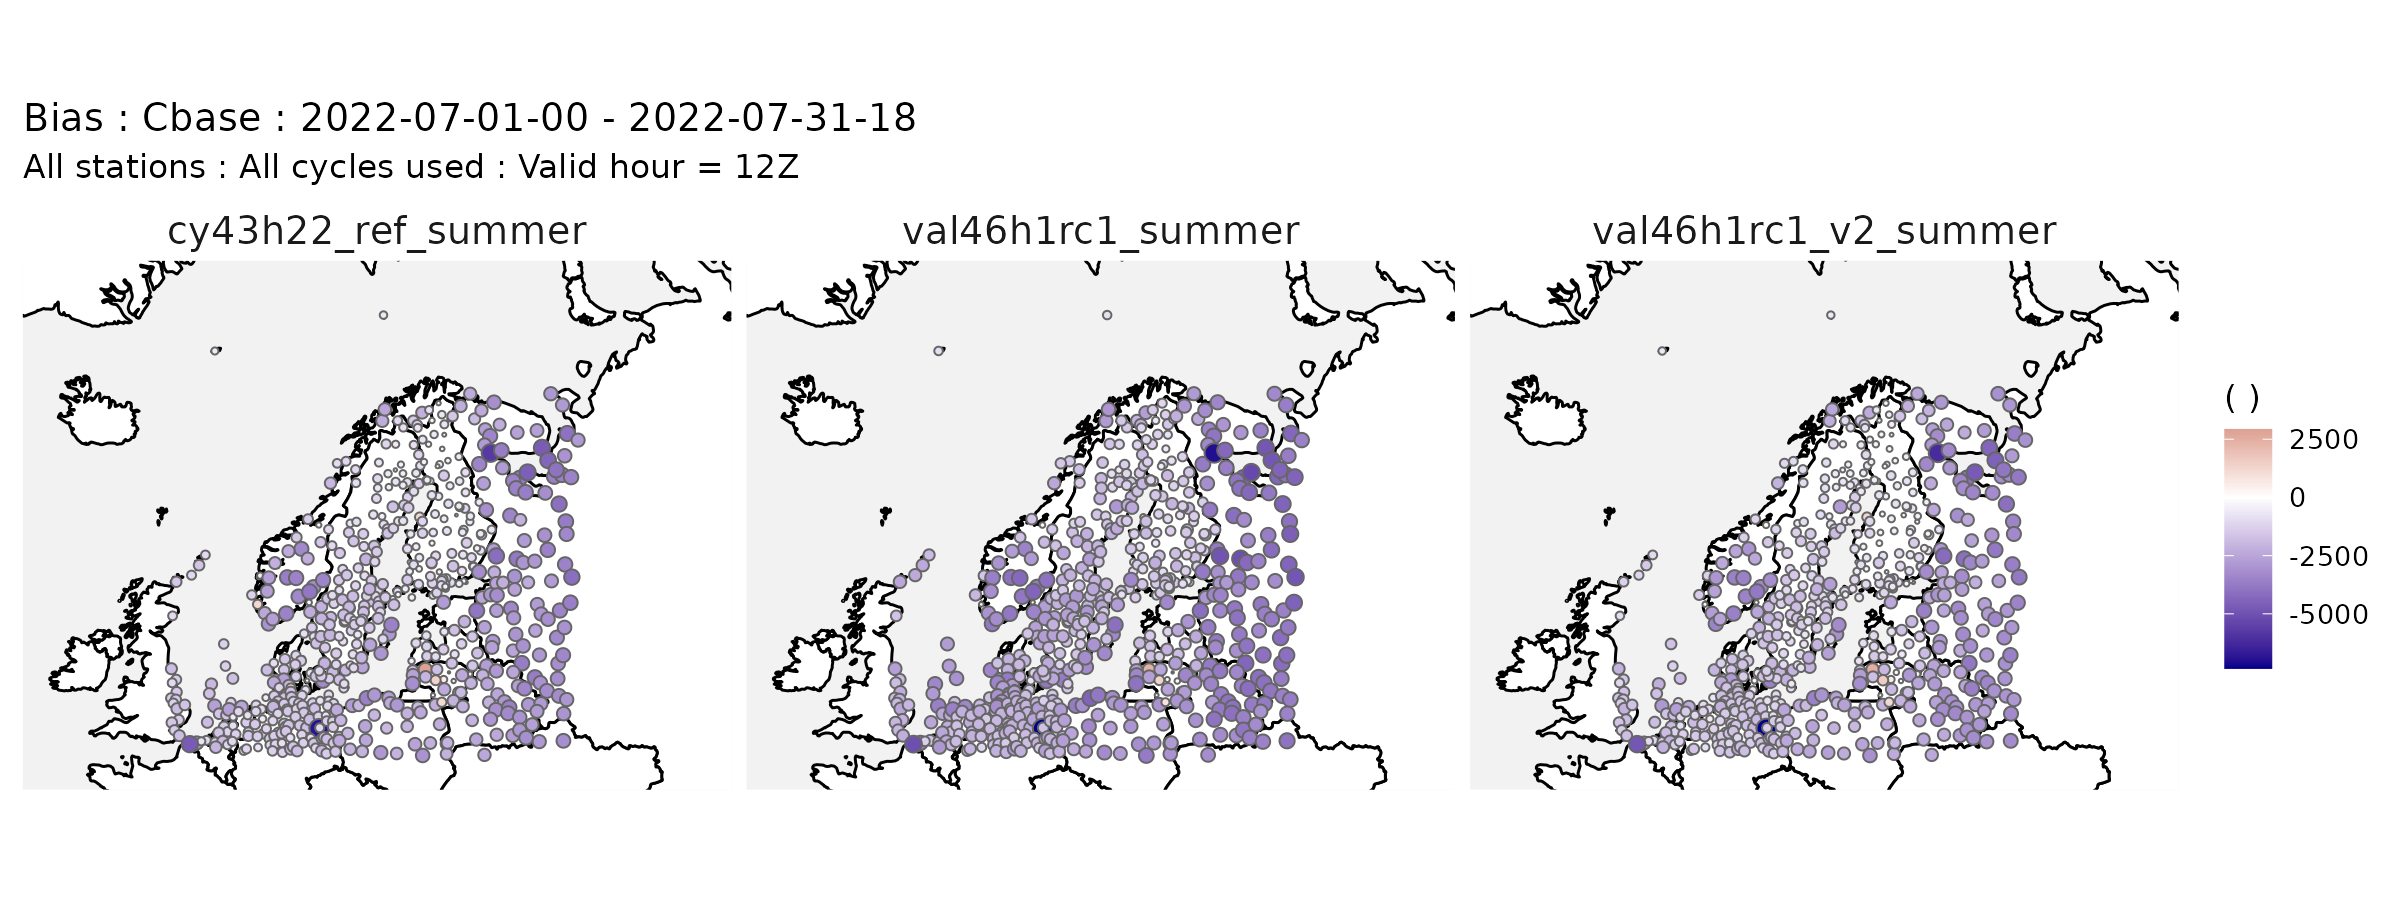 Bias : Cbase : 2022-07-01-00 - 2022-07-31-18
All stations : All cycles used : Valid hour = 12Z
cy43h22_ref_summer
val46h1rc1_summer
val46h1rc1_v2_summer
( )
2500
0
-2500
-5000